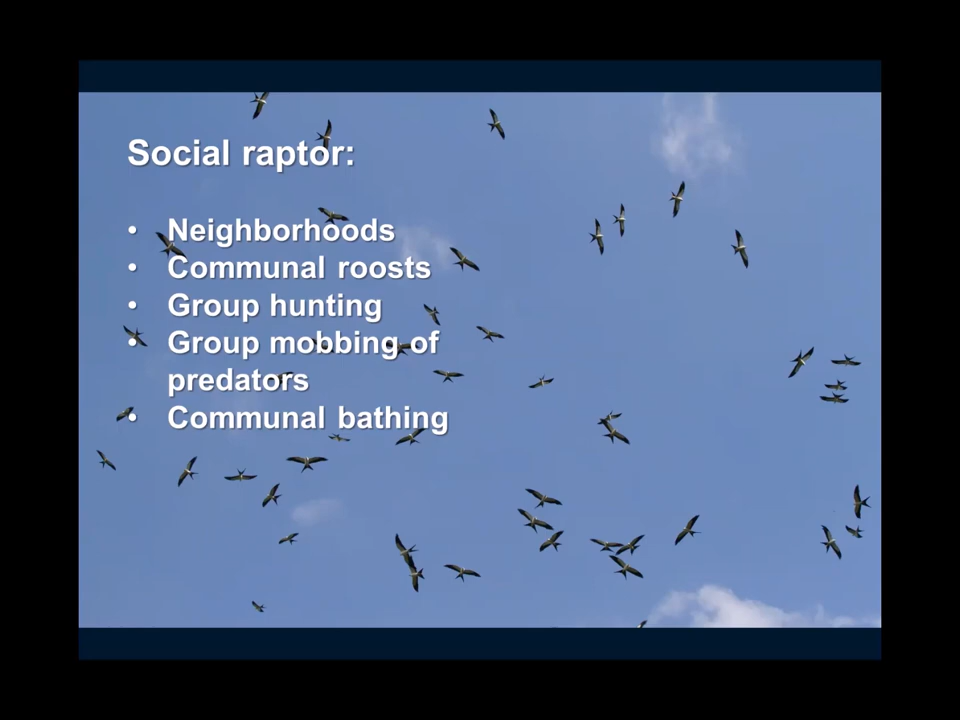 Social raptor:
• Neighborhoods
• Communal roosts
• Group hunting
• Group mobbing of
predators
• Communal bathing